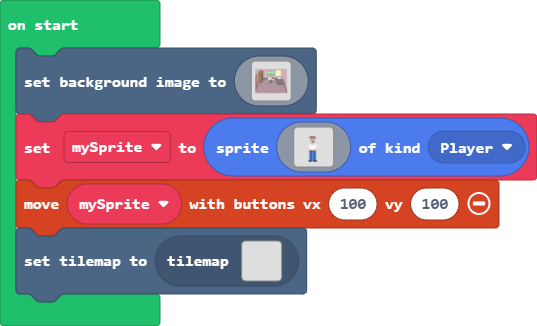 on start
set background image to
set mySprite to sprite of kind Player
move mySprite with buttons vx 100 vy 100
set tilemap to tilemap